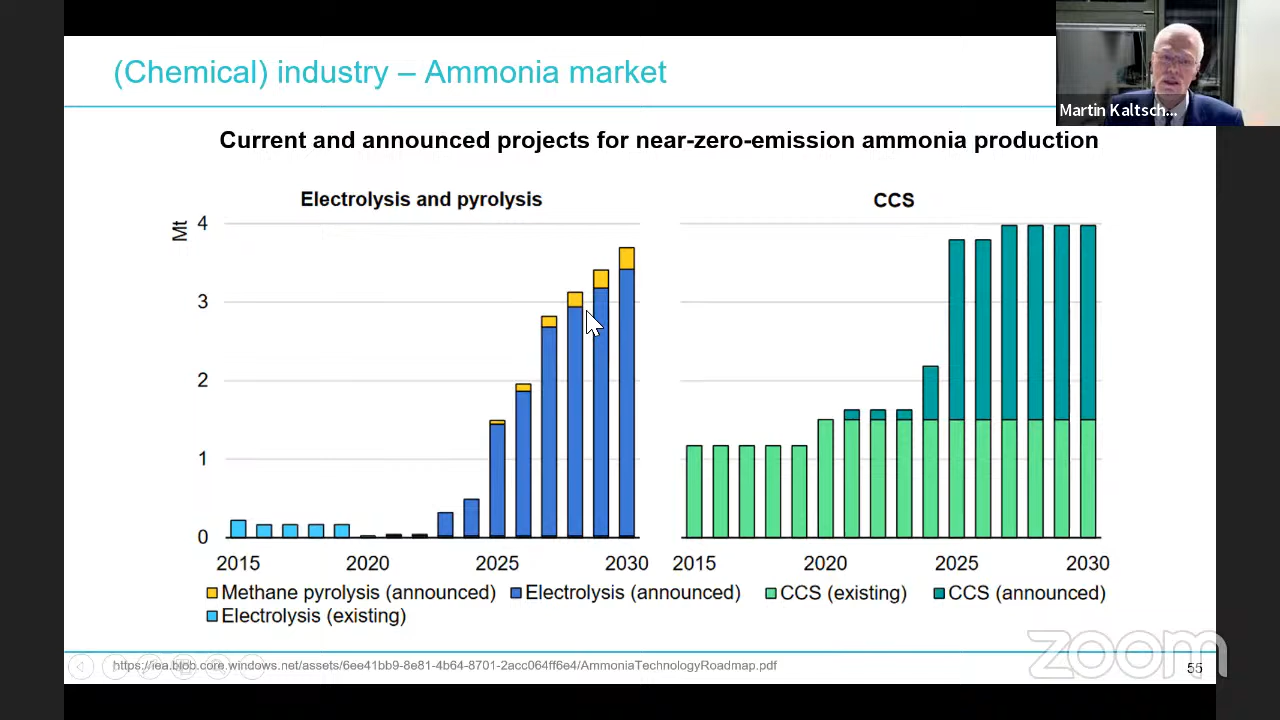 (Chemical) industry – Ammonia market
Martin Kaltsch...
Current and announced projects for near-zero-emission ammonia production
Electrolysis and pyrolysis
CCS
Mt
4
3
2
1
0
2015 2020 2025 2030
2015 2020 2025 2030
Methane pyrolysis (announced) Electrolysis (announced) CCS (existing) CCS (announced)
Electrolysis (existing)
https://iea.blob.core.windows.net/assets/6ee41bb9-8e81-4b64-8701-2acc064ff6e4/AmmoniaTechnologyRoadmap.pdf
55
zoom